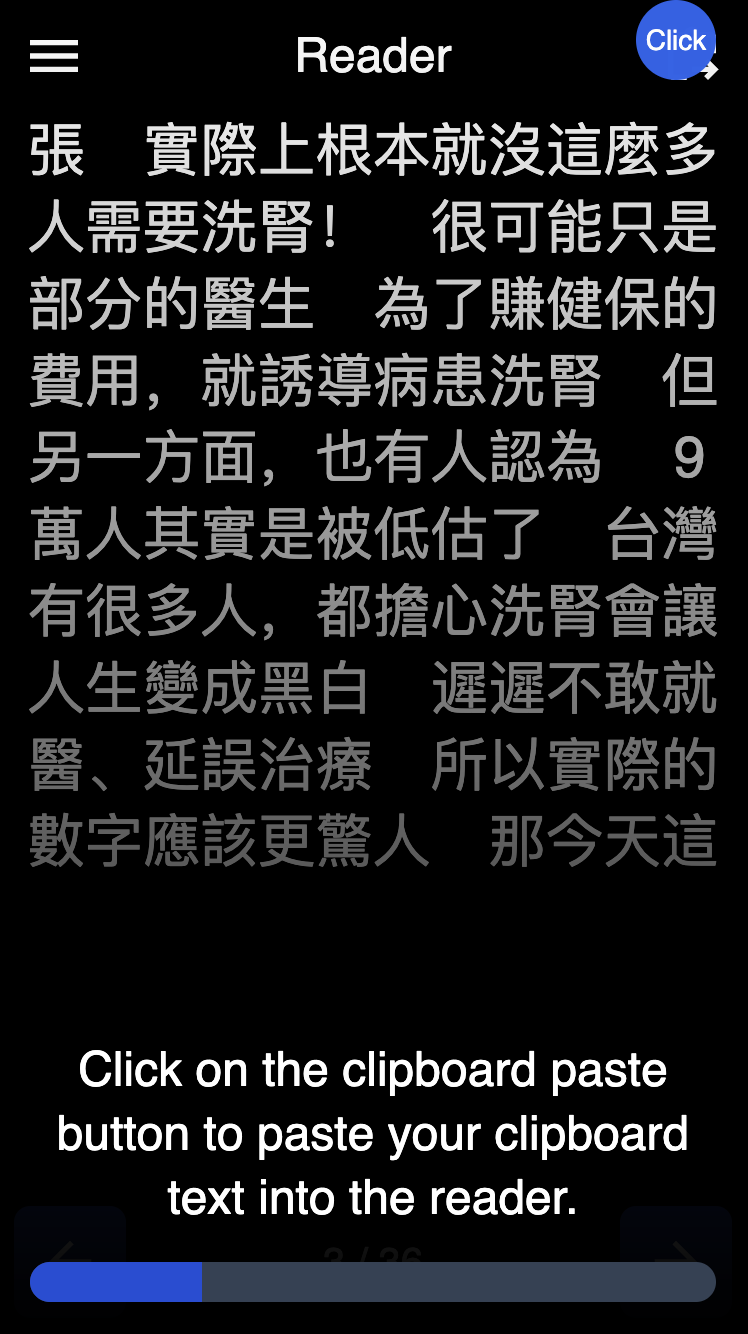 Reader
Click
張　實際上根本就沒這麼多
人需要洗腎！　很可能只是
部分的醫生　為了賺健保的
費用，就誘導病患洗腎　但
另一方面，也有人認為　9
萬人其實是被低估了　台灣
有很多人，都擔心洗腎會讓
人生變成黑白　遲遲不敢就
醫、延誤治療　所以實際的
數字應該更驚人　那今天這
Click on the clipboard paste
button to paste your clipboard
text into the reader.
3 / 36